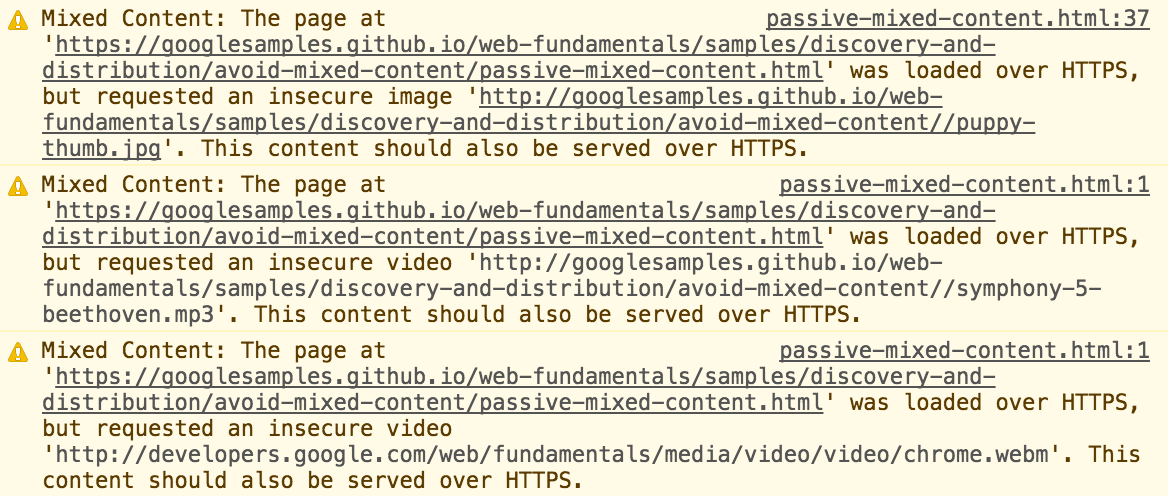 Mixed Content: The page at passive-mixed-content.html:37
'https://googlesamples.github.io/web-fundamentals/samples/discovery-and-
distribution/avoid-mixed-content/passive-mixed-content.html' was loaded over HTTPS,
but requested an insecure image 'http://googlesamples.github.io/web-
fundamentals/samples/discovery-and-distribution/avoid-mixed-content//puppy-
thumb.jpg'. This content should also be served over HTTPS.
Mixed Content: The page at passive-mixed-content.html:1
'https://googlesamples.github.io/web-fundamentals/samples/discovery-and-
distribution/avoid-mixed-content/passive-mixed-content.html' was loaded over HTTPS,
but requested an insecure video 'http://googlesamples.github.io/web-
fundamentals/samples/discovery-and-distribution/avoid-mixed-content//symphony-5-
beethoven.mp3'. This content should also be served over HTTPS.
Mixed Content: The page at passive-mixed-content.html:1
'https://googlesamples.github.io/web-fundamentals/samples/discovery-and-
distribution/avoid-mixed-content/passive-mixed-content.html' was loaded over HTTPS,
but requested an insecure video
'http://developers.google.com/web/fundamentals/media/video/video/chrome.webm'. This
content should also be served over HTTPS.